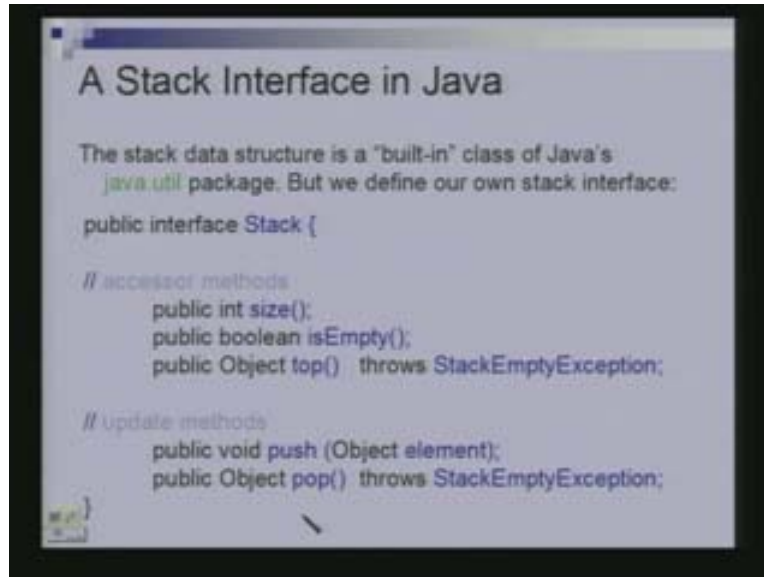 A Stack Interface in Java
The stack data structure is a "built-in" class of Java's
java.util package. But we define our own stack interface:
public interface Stack {
// accessor methods
public int size();
public boolean isEmpty();
public Object top() throws StackEmptyException;
// update methods
public void push (Object element);
public Object pop() throws StackEmptyException;
}